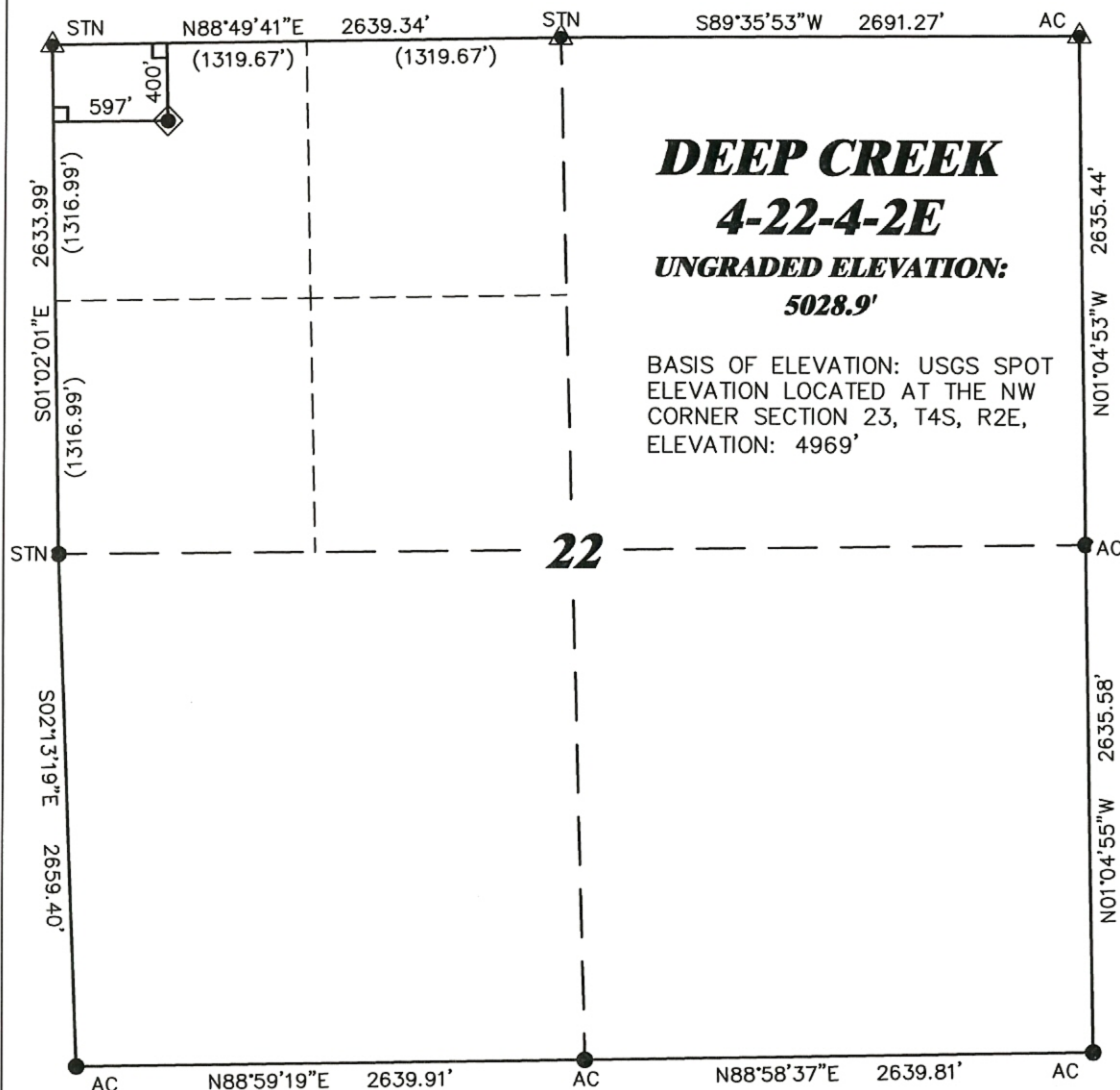 STN N88°49'41"E 2639.34' STN S89°35'53"W 2691.27' AC
(1319.67') (1319.67')
400'
597'
2633.99'
(1316.99')
S01°02'01"E
(1316.99')
DEEP CREEK
4-22-4-2E
UNGRADED ELEVATION:
5028.9'
BASIS OF ELEVATION: USGS SPOT
ELEVATION LOCATED AT THE NW
CORNER SECTION 23, T4S, R2E,
ELEVATION: 4969'
2635.44'
N01°04'53"W
STN 22 AC
S02°13'19"E 2659.40'
2635.58'
N01°04'55"W
AC N88°59'19"E 2639.91' AC N88°58'37"E 2639.81' AC